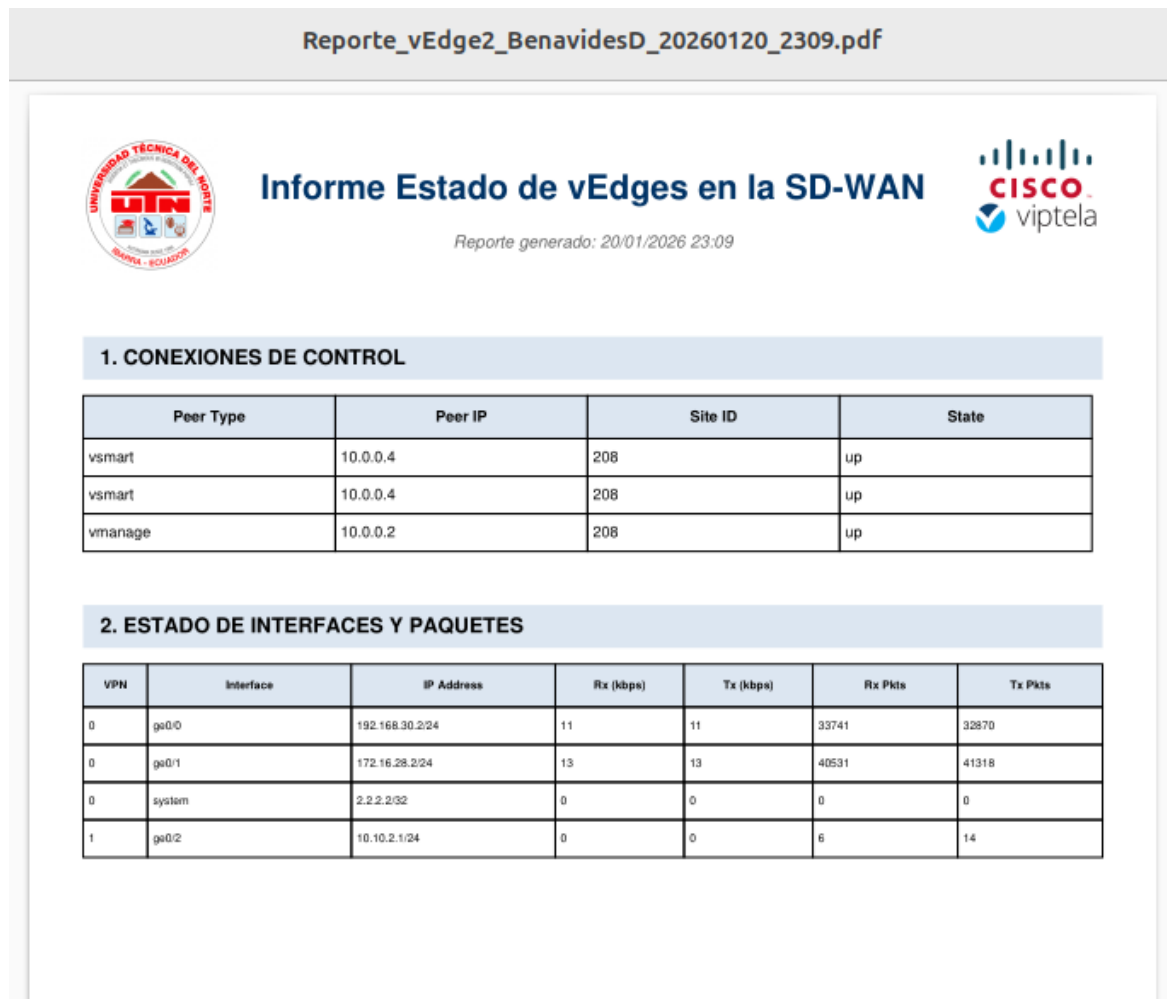 Reporte_vEdge2_BenavidesD_20260120_2309.pdf
UNIVERSIDAD TÉCNICA DEL NORTE
UTN
IBARRA - ECUADOR
Informe Estado de vEdges en la SD-WAN
Reporte generado: 20/01/2026 23:09
CISCO
viptela
1. CONEXIONES DE CONTROL
Peer Type Peer IP Site ID State
vsmart 10.0.0.4 208 up
vsmart 10.0.0.4 208 up
vmanage 10.0.0.2 208 up
2. ESTADO DE INTERFACES Y PAQUETES
VPN Interface IP Address Rx (kbps) Tx (kbps) Rx Pkts Tx Pkts
0 ge0/0 192.168.30.2/24 11 11 33741 32870
0 ge0/1 172.16.28.2/24 13 13 40531 41318
0 system 2.2.2.2/32 0 0 0 0
1 ge0/2 10.10.2.1/24 0 0 6 14